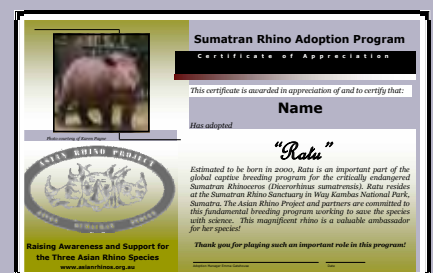 Sumatran Rhino Adoption Program
Certificate of Appreciation
This certificate is awarded in appreciation of and to certify that:
Name
Has adopted
Photo courtesy of Karen Payne
"Ratu"
ASIAN RHINO PROJECT
Estimated to be born in 2000, Ratu is an important part of the
global captive breeding program for the critically endangered
Sumatran Rhinoceros (Dicerorhinus sumatrensis). Ratu resides
at the Sumatran Rhino Sanctuary in Way Kambas National Park,
Sumatra. The Asian Rhino Project and partners are committed to
this fundamental breeding program working to save the species
with science. This magnificent rhino is a valuable ambassador
for her species!
Raising Awareness and Support for
the Three Asian Rhino Species
www.asianrhinos.org.au
Thank you for playing such an important role in this program!
Date